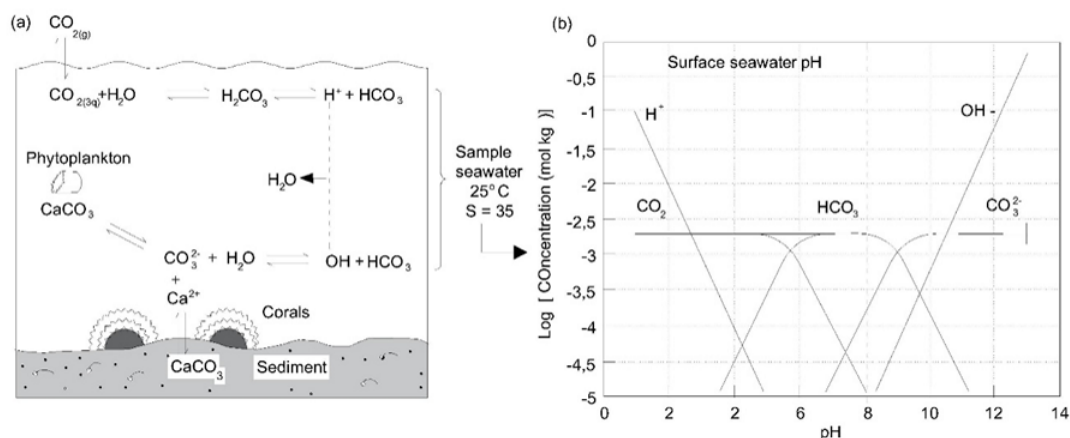 (a)
CO2(g)
CO2(3q)+H2O ⇌ H2CO3 ⇌ H+ + HCO3
Phytoplankton
H2O
CaCO3
CO3 2- + H2O ⇌ OH + HCO3
+
Ca2+
Corals
CaCO3
Sediment
Sample
seawater
25°C
S = 35
(b)
Surface seawater pH
H+
OH -
CO2
HCO3
CO3 2-
Log [ COncentration (mol kg )]
0
-0,5
-1
-1,5
-2
-2,5
-3
-3,5
-4
-4,5
-5
0 2 2 6 8 10 12 14
pH